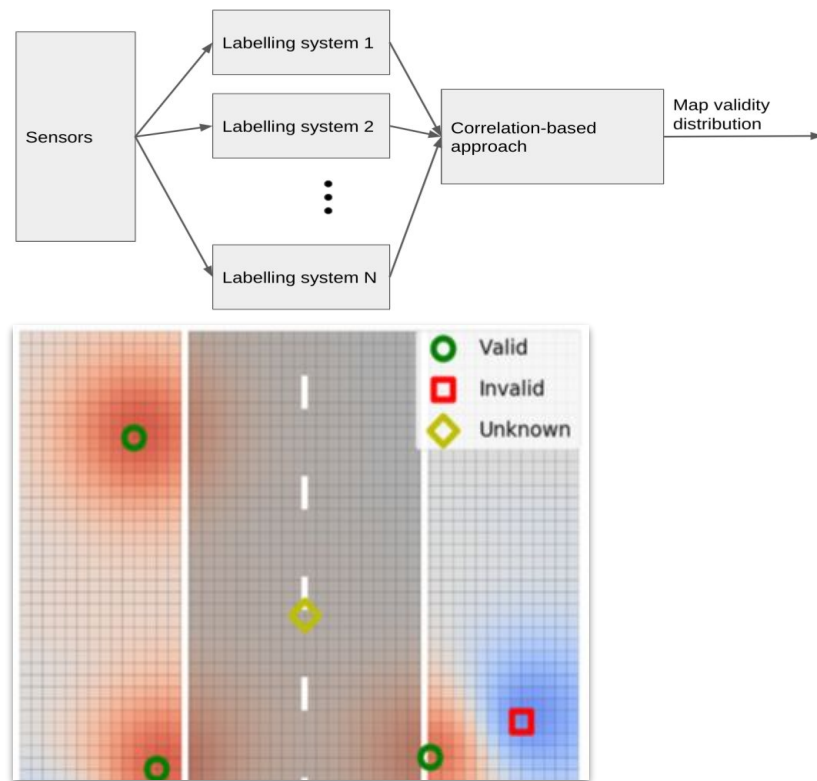 Sensors
Labelling system 1
Labelling system 2
Labelling system N
Correlation-based
approach
Map validity
distribution
Valid
Invalid
Unknown